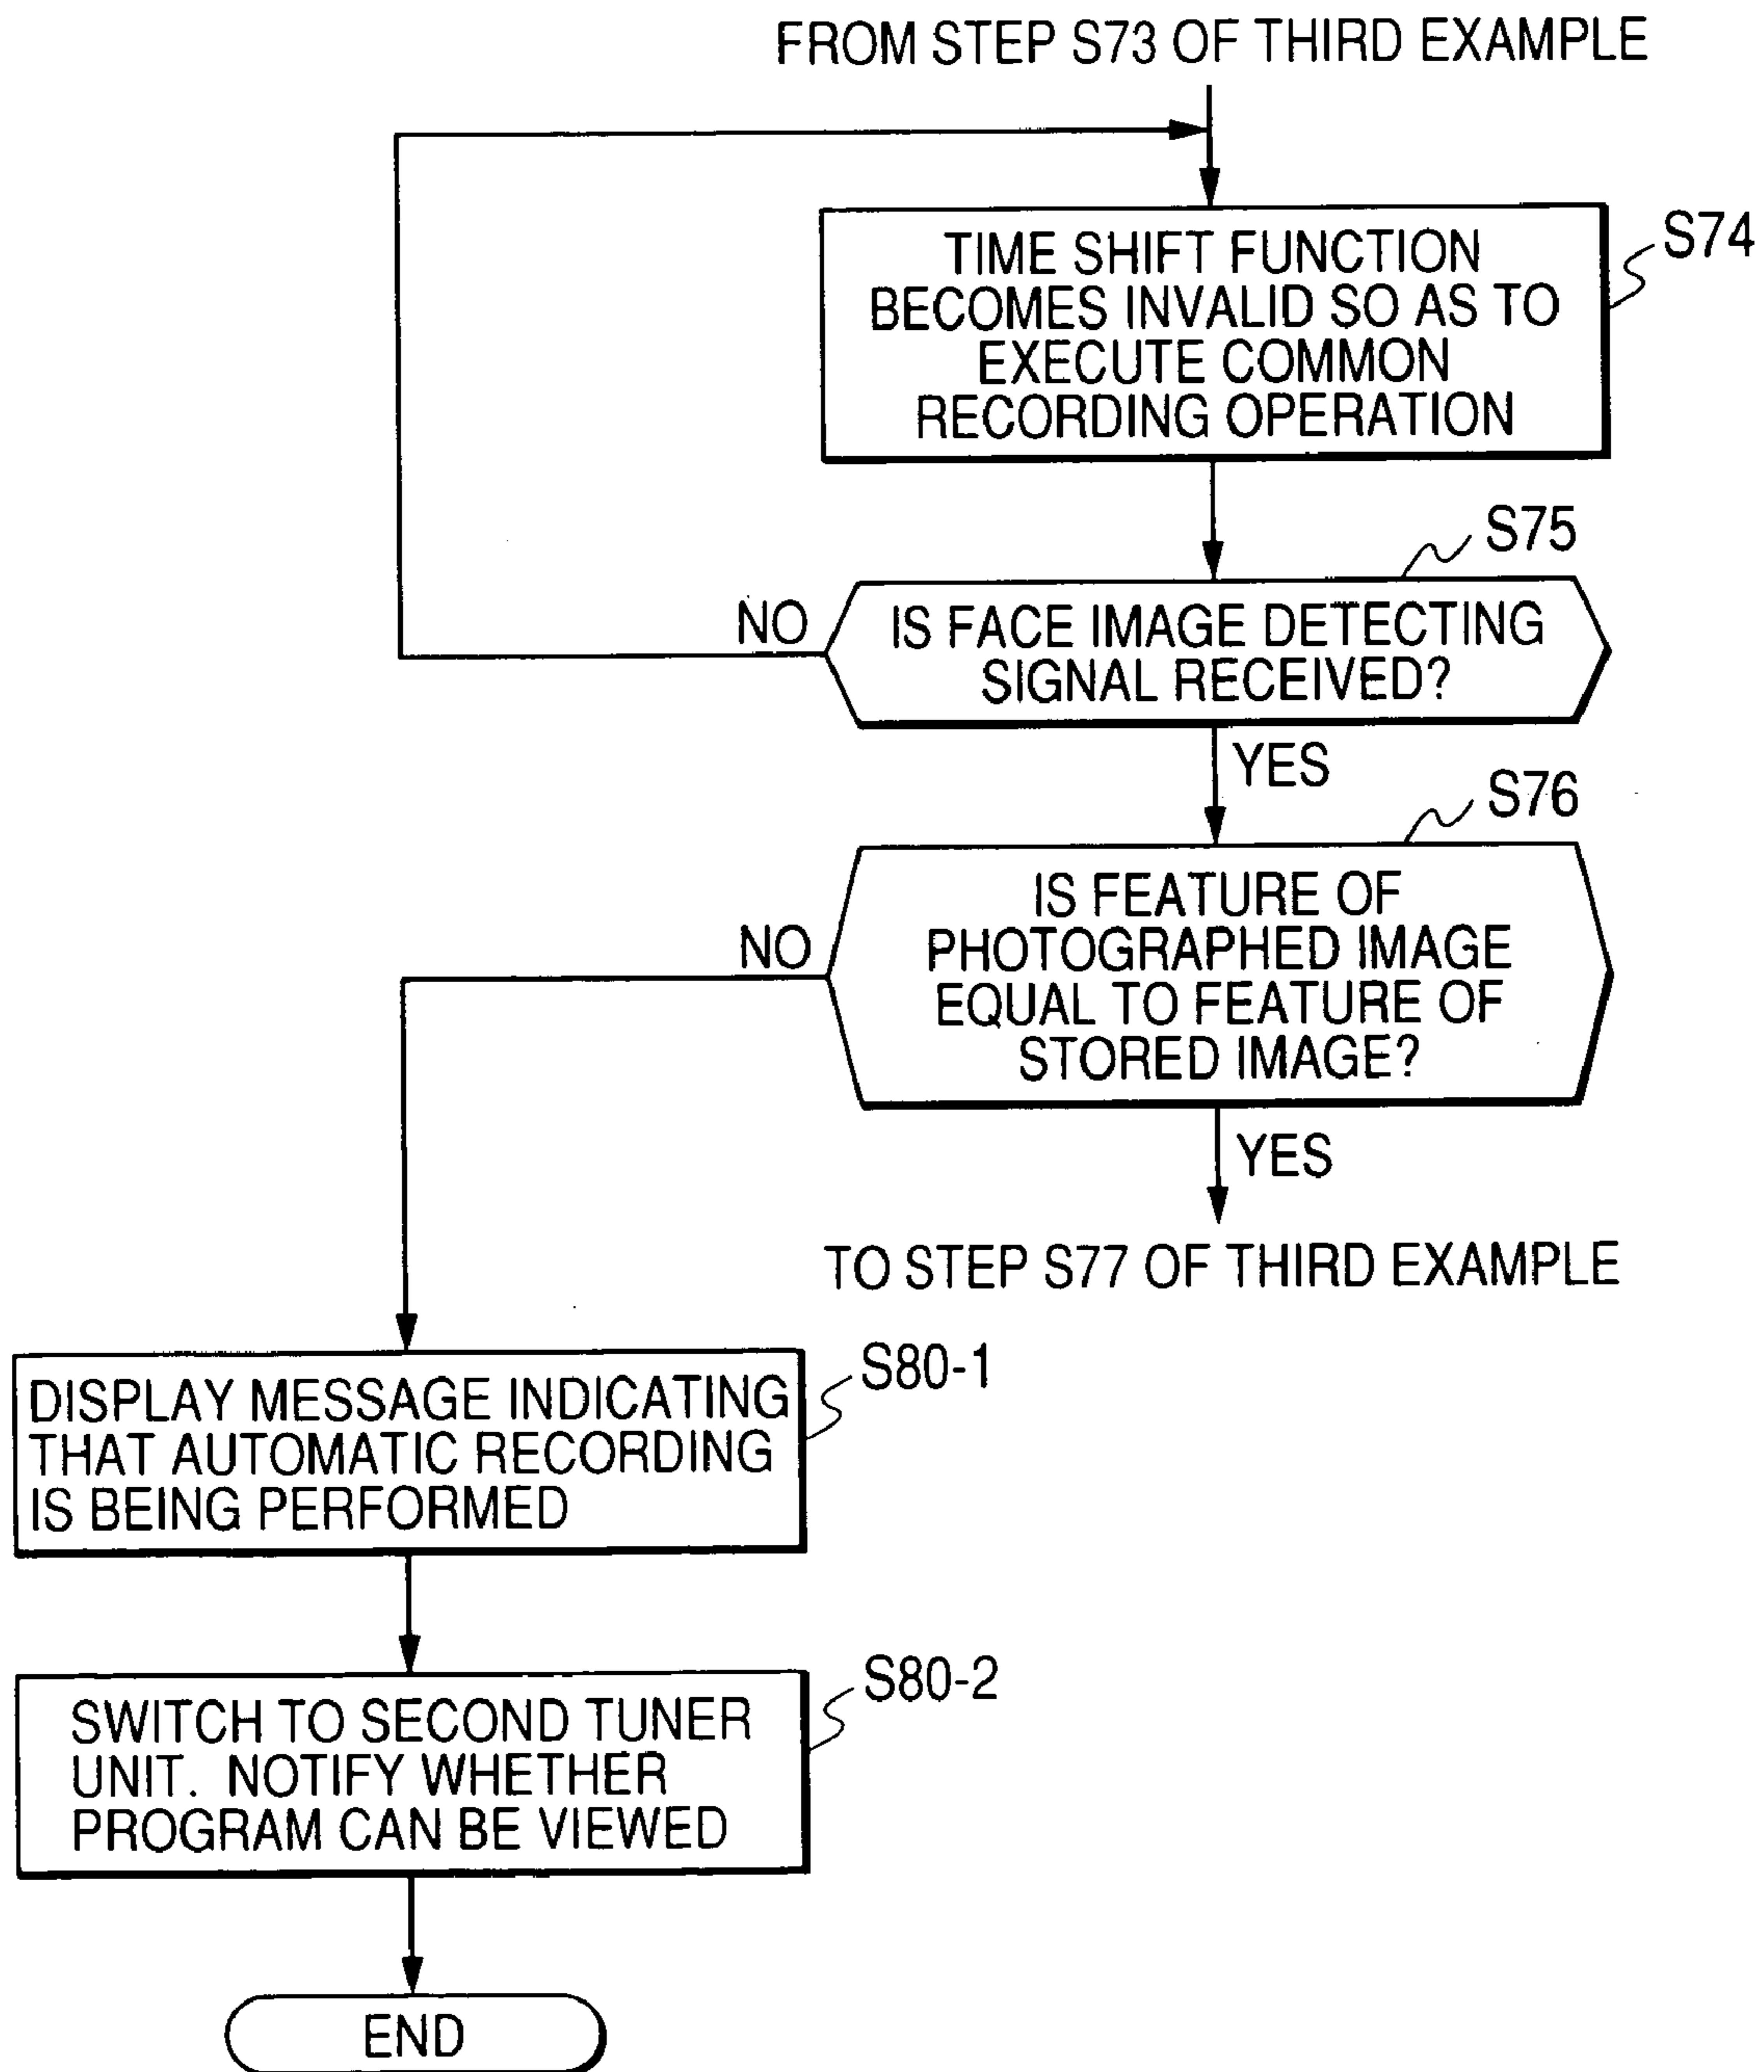 FROM STEP S73 OF THIRD EXAMPLE
TIME SHIFT FUNCTION
BECOMES INVALID SO AS TO
EXECUTE COMMON
RECORDING OPERATION
S74
S75
NO
IS FACE IMAGE DETECTING
SIGNAL RECEIVED?
YES
S76
NO
IS FEATURE OF
PHOTOGRAPHED IMAGE
EQUAL TO FEATURE OF
STORED IMAGE?
YES
TO STEP S77 OF THIRD EXAMPLE
S80-1
DISPLAY MESSAGE INDICATING
THAT AUTOMATIC RECORDING
IS BEING PERFORMED
S80-2
SWITCH TO SECOND TUNER
UNIT. NOTIFY WHETHER
PROGRAM CAN BE VIEWED
END